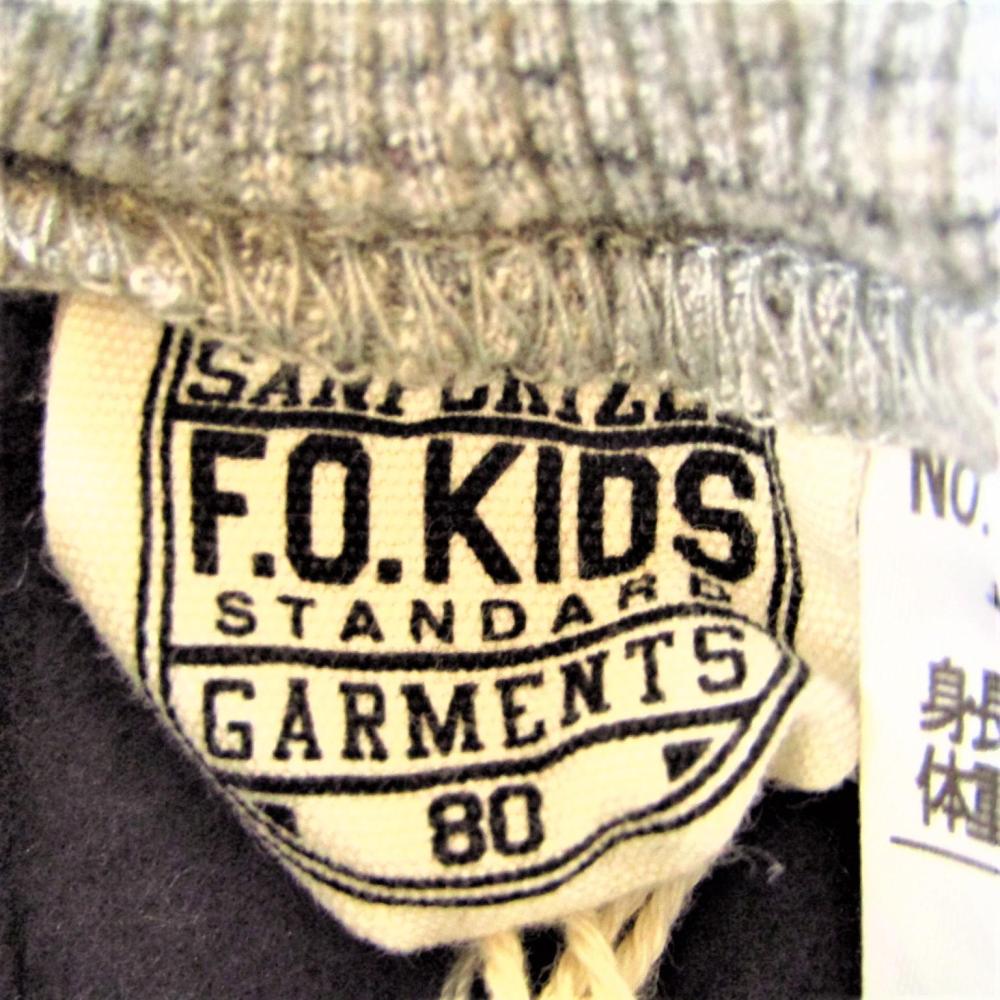 F.O.KIDS
STANDARD
GARMENTS
80
NO.
身長
体重